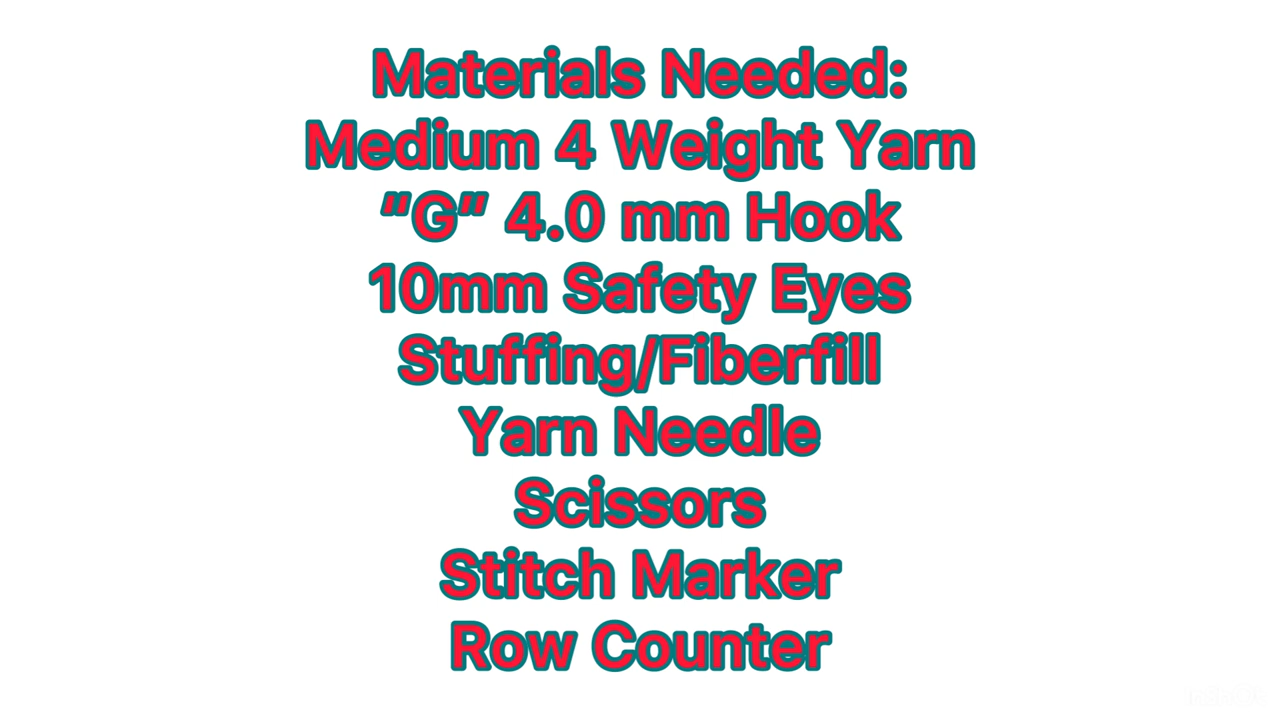 Materials Needed:
Medium 4 Weight Yarn
"G" 4.0 mm Hook
10mm Safety Eyes
Stuffing/Fiberfill
Yarn Needle
Scissors
Stitch Marker
Row Counter